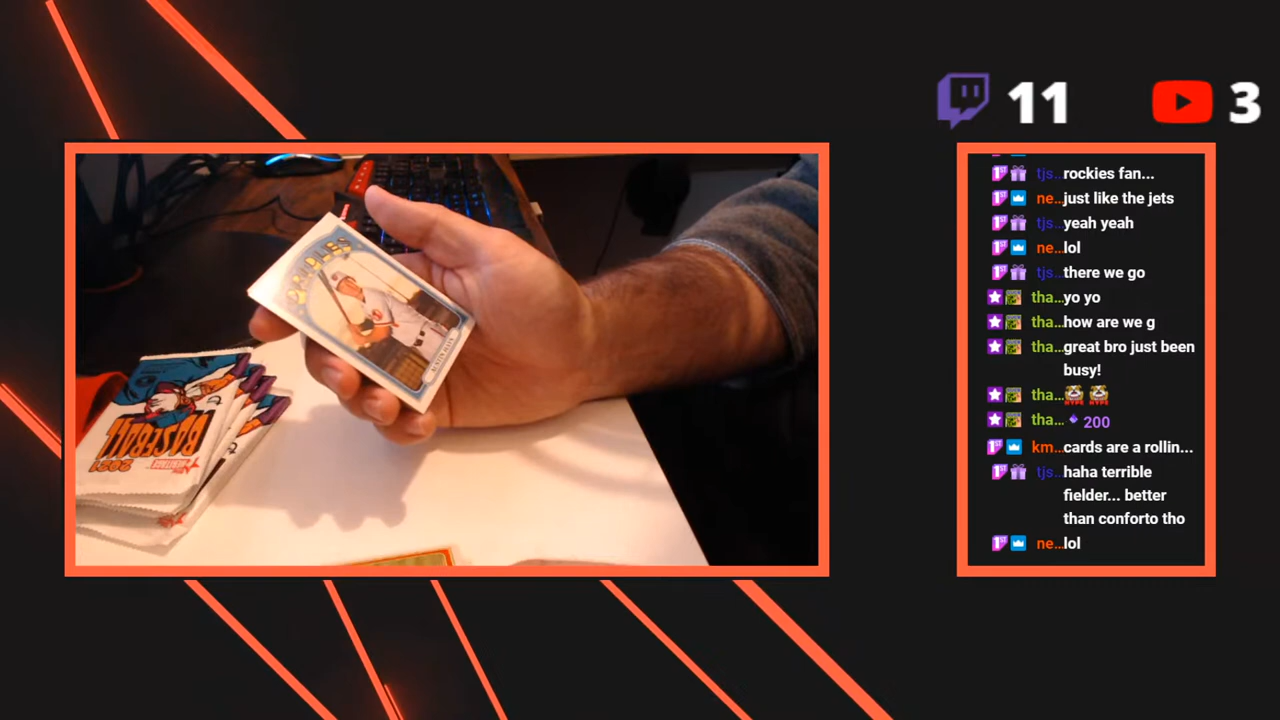 11
3
rockies fan...
ne...just like the jets
tjs...yeah yeah
ne...lol
tjs...there we go
tha...yo yo
tha...how are we g
tha...great bro just been
busy!
tha...
tha... 200
km...cards are a rollin...
tjs...haha terrible
fielder... better
than conforto tho
ne...lol
BASEBALL
2021